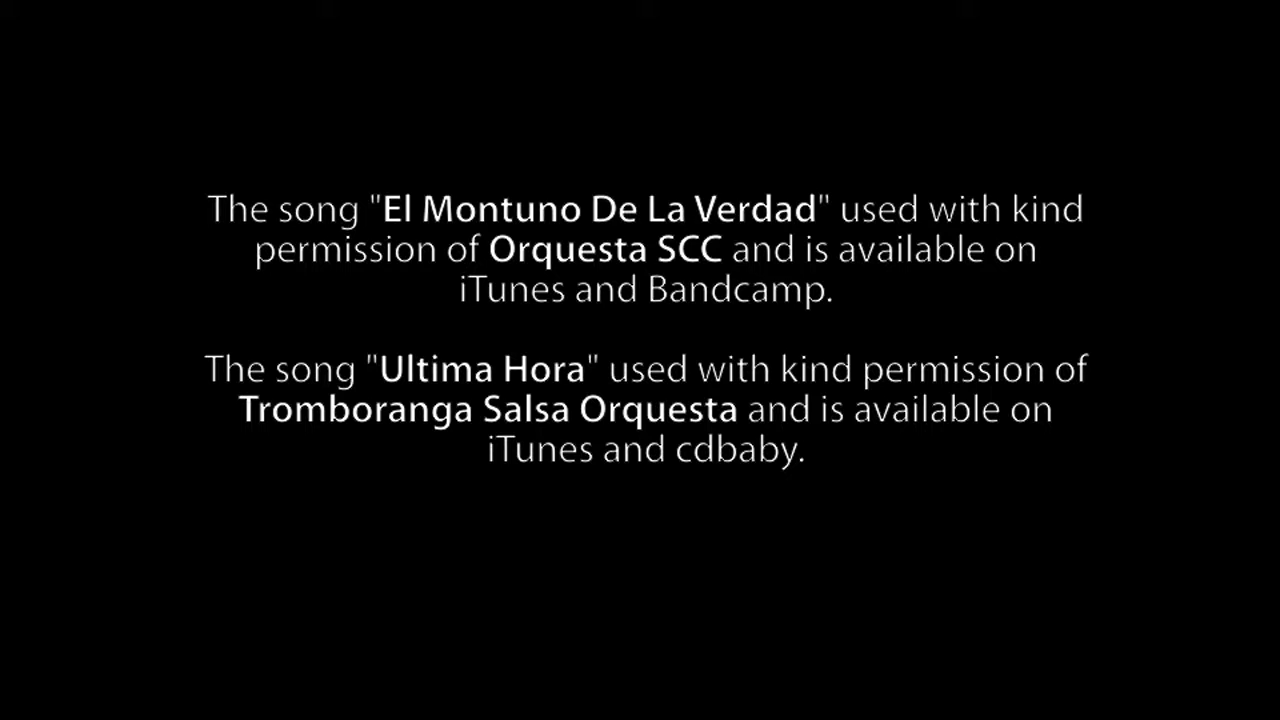 The song "El Montuno De La Verdad" used with kind
permission of Orquesta SCC and is available on
iTunes and Bandcamp.
The song "Ultima Hora" used with kind permission of
Tromboranga Salsa Orquesta and is available on
iTunes and cdbaby.